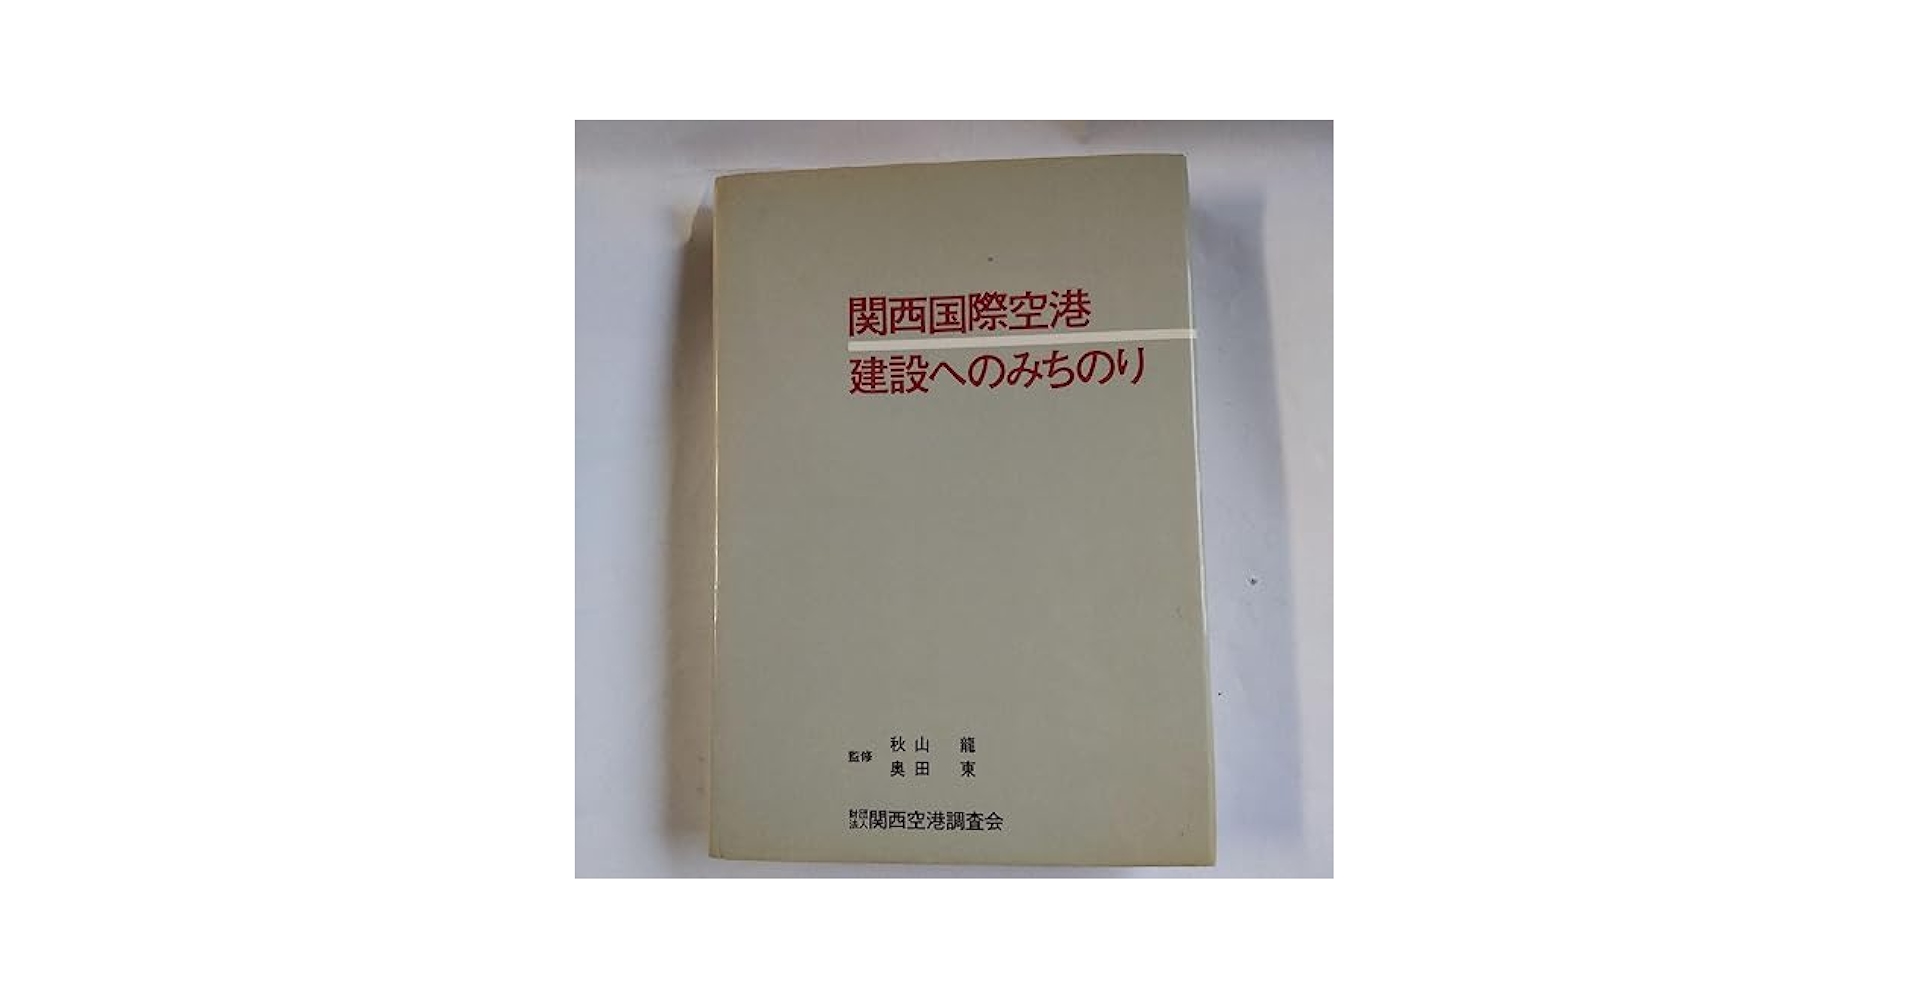 関西国際空港
建設へのみちのり
監修 秋山 龍
奥田 東
財団法人関西空港調査会